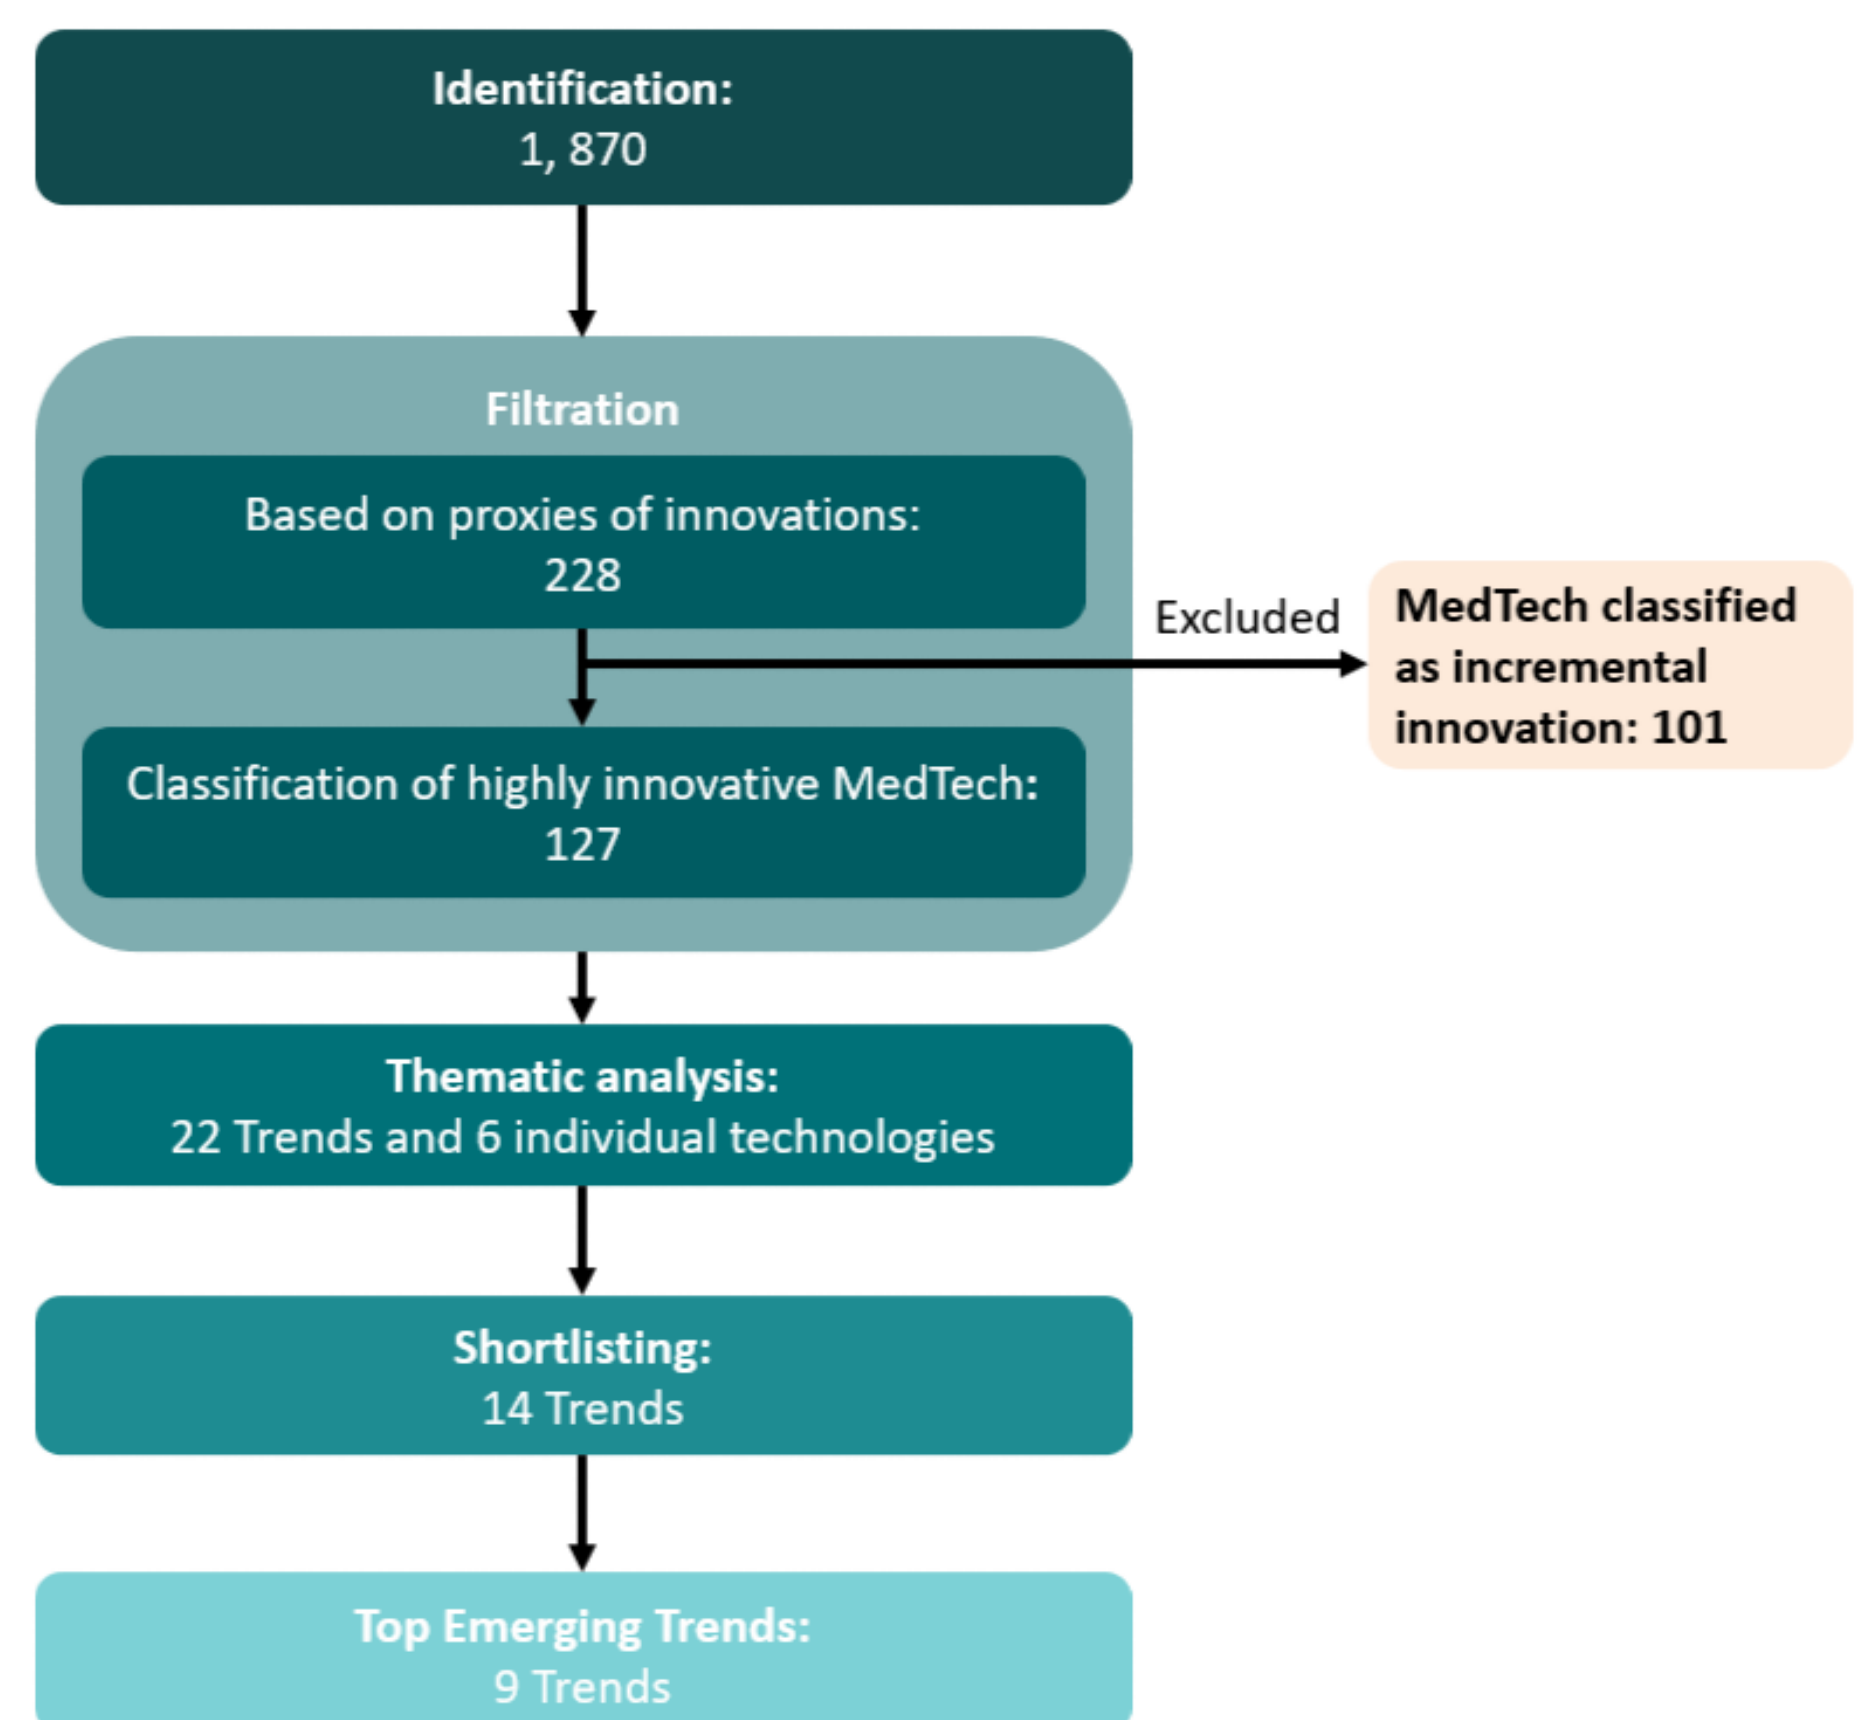 Identification:
1, 870
Filtration
Based on proxies of innovations:
228
Excluded
MedTech classified
as incremental
innovation: 101
Classification of highly innovative MedTech:
127
Thematic analysis:
22 Trends and 6 individual technologies
Shortlisting:
14 Trends
Top Emerging Trends:
9 Trends